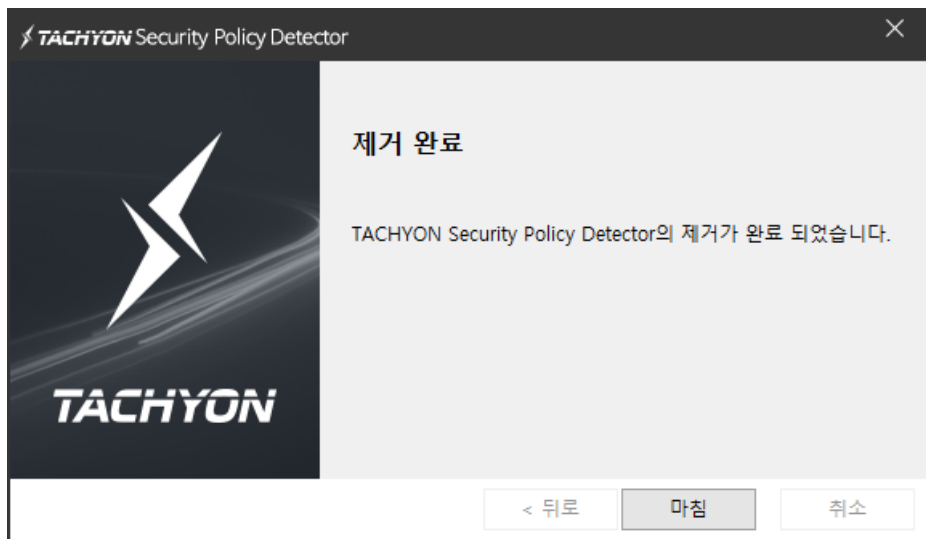 TACHYON Security Policy Detector
제거 완료
TACHYON Security Policy Detector의 제거가 완료 되었습니다.
TACHYON
< 뒤로
마침
취소